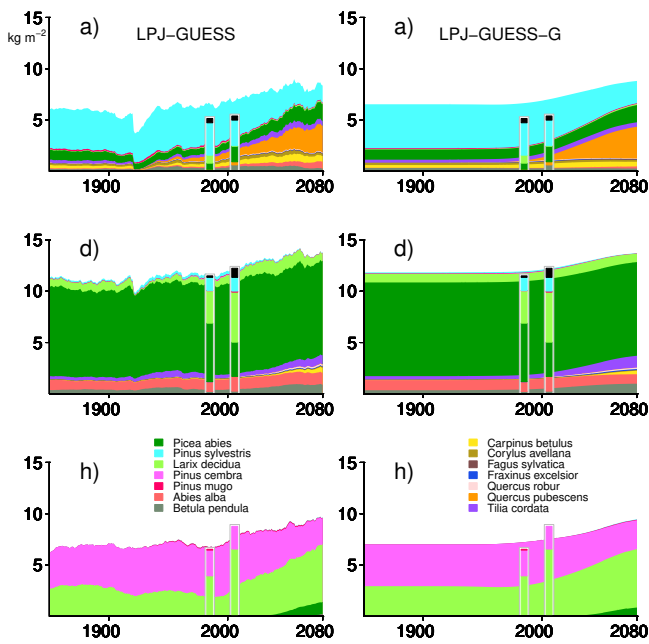 15 a) LPJ−GUESS 15 a) LPJ−GUESS−G
kg m−2
10 10
5 5
1900 2000 2080 1900 2000 2080
15 d) 15 d)
10 10
5 5
1900 2000 2080 1900 2000 2080
15 h) 15 h)
Picea abies Carpinus betulus
Pinus sylvestris Corylus avellana
Larix decidua Fagus sylvatica
Pinus cembra Fraxinus excelsior
Pinus mugo Quercus robur
Abies alba Quercus pubescens
Betula pendula Tilia cordata
10 10
5 5
1900 2000 2080 1900 2000 2080